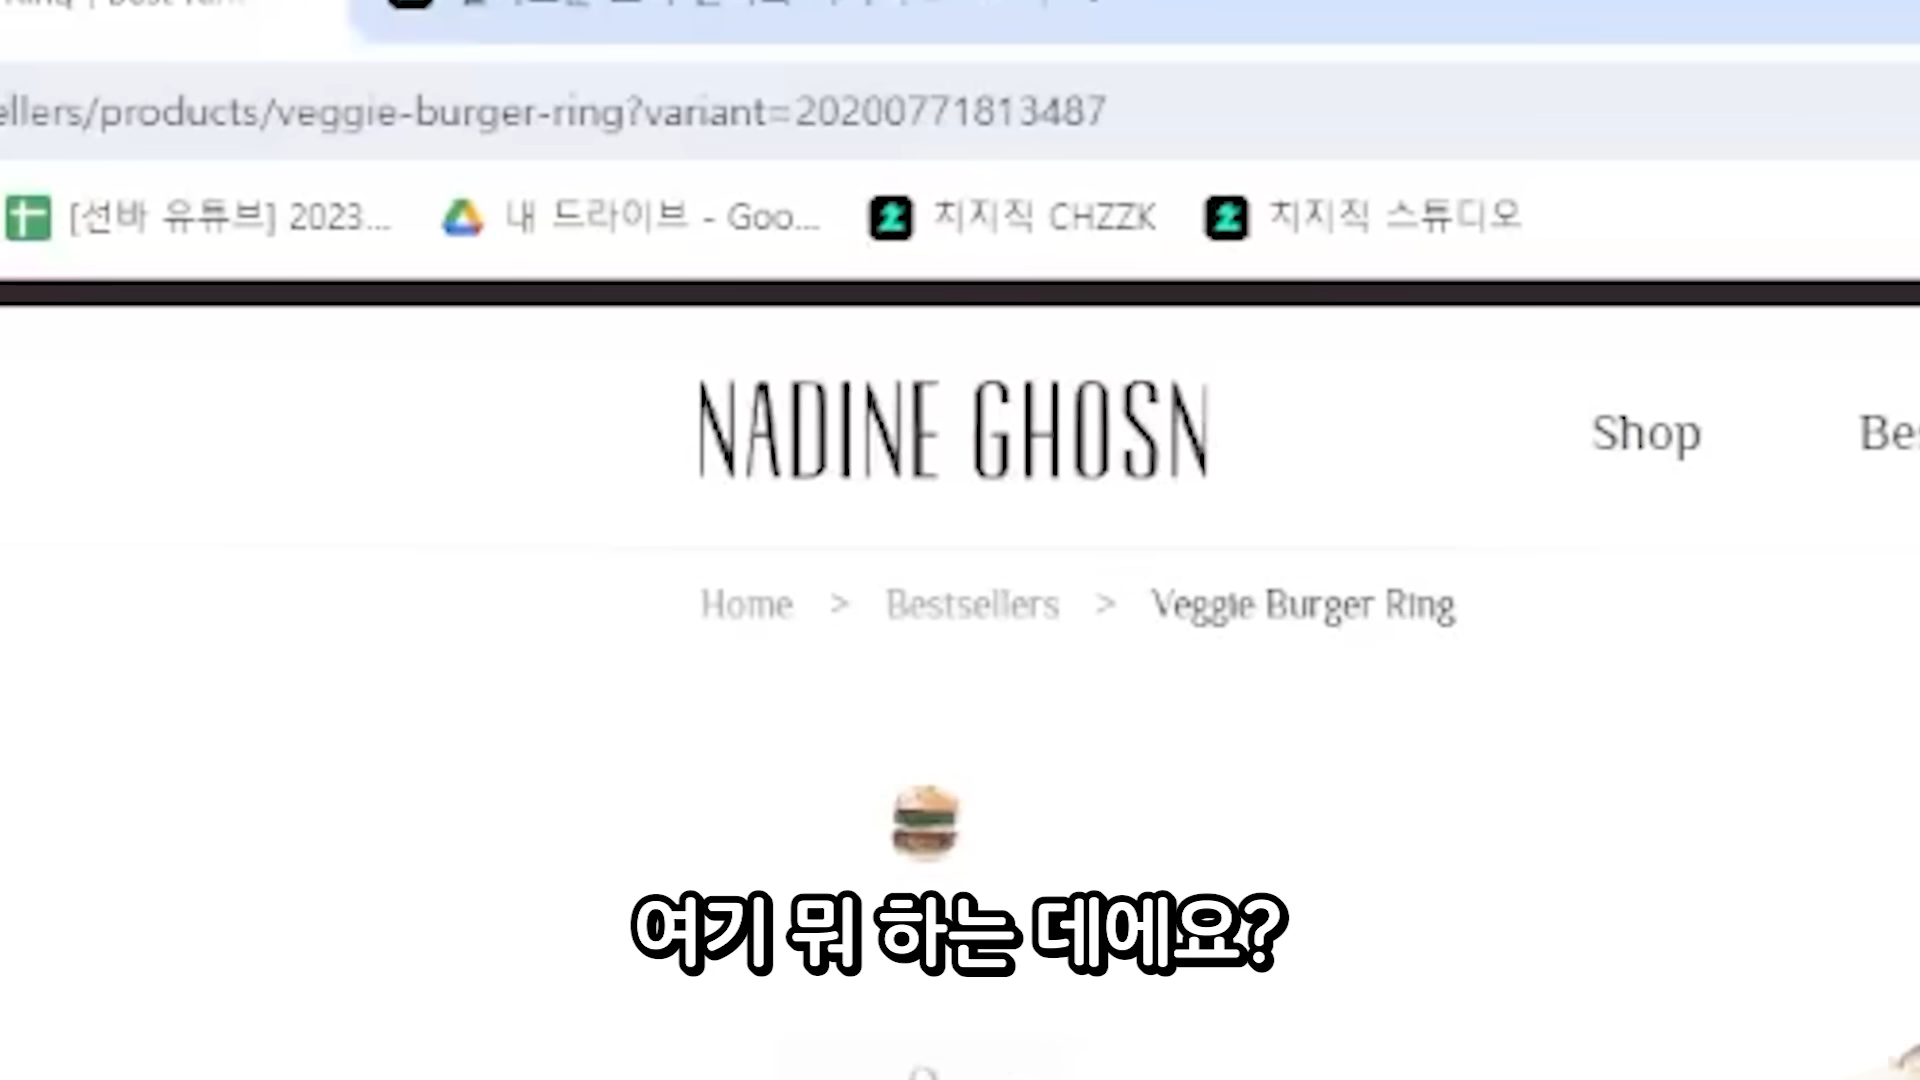 ellers/products/veggie-burger-ring?variant=20200771813487
[선바 유튜브] 2023... 내 드라이브 - Goo... 치지직 CHZZK 치지직 스튜디오
NADINE GHOSN
Shop
Home > Bestsellers > Veggie Burger Ring
여기 뭐 하는 데에요?